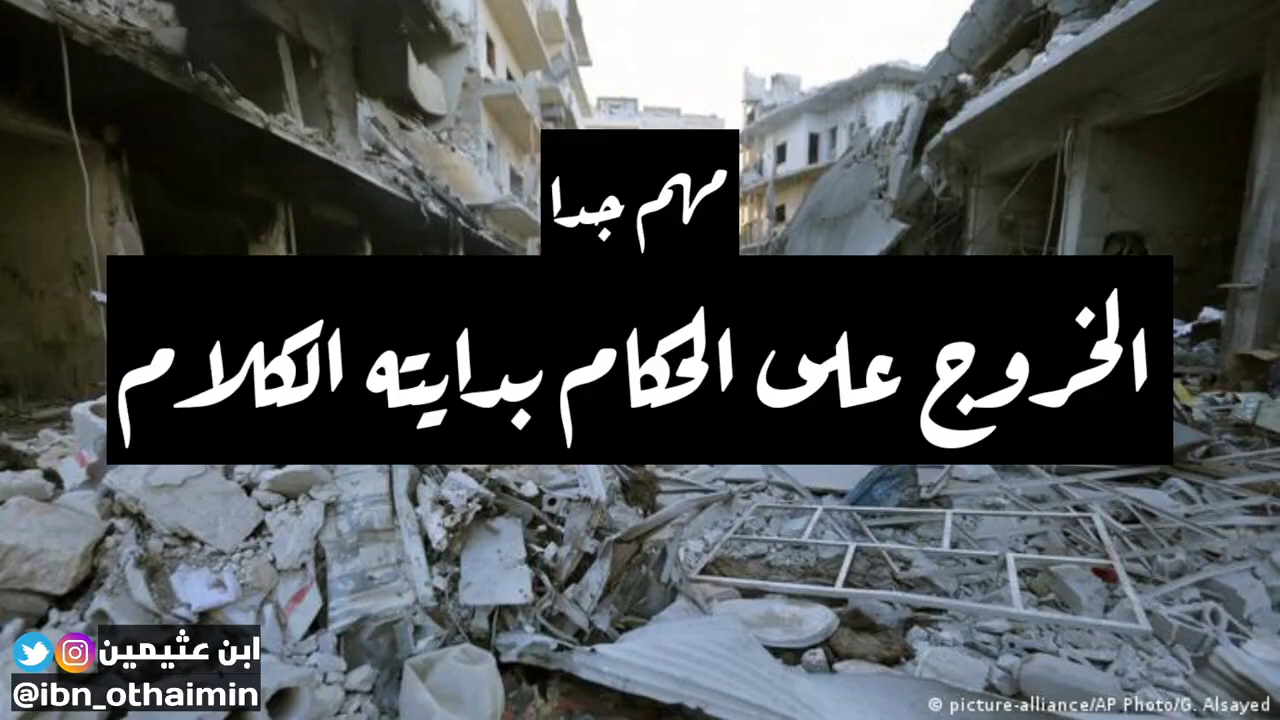 مهم جدا
الخروج على الحكام بدايته الكلام
ابن عثيمين
@ibn_othaimin
© picture-alliance/AP Photo/G. Alsayed